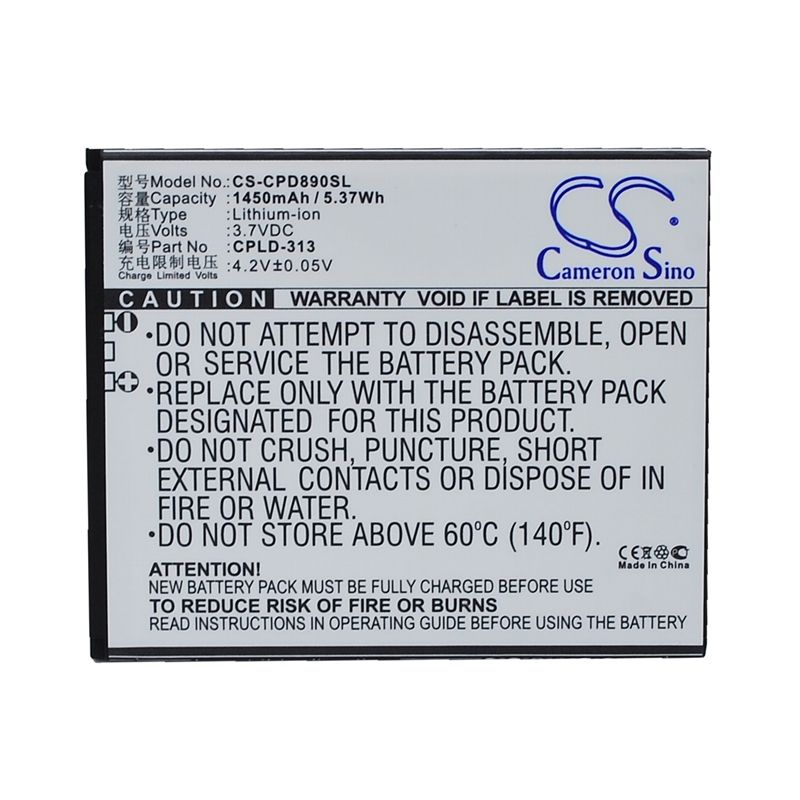 型号Model No.: CS-CPD890SL
容量Capacity: 1450mAh / 5.37Wh
类型Type: Lithium-ion
电压Volts: 3.7VDC
编号Part No: CPLD-313
充电限制电压: 4.2V±0.05V
Charge Limited Volts
CS
Cameron Sino
CAUTION WARRANTY VOID IF LABEL IS REMOVED
•DO NOT ATTEMPT TO DISASSEMBLE, OPEN
OR SERVICE THE BATTERY PACK.
•REPLACE ONLY WITH THE BATTERY PACK
DESIGNATED FOR THIS PRODUCT.
•DO NOT CRUSH, PUNCTURE, SHORT
EXTERNAL CONTACTS OR DISPOSE OF
IN FIRE OR WATER.
•DO NOT STORE ABOVE 60°C (140°F).
ATTENTION!
NEW BATTERY PACK MUST BE FULLY CHARGED BEFORE USE
TO REDUCE RISK OF FIRE OR BURNS
READ INSTRUCTIONS IN OPERATING GUIDE BEFORE USING THE BATTERY
CE
Made in China